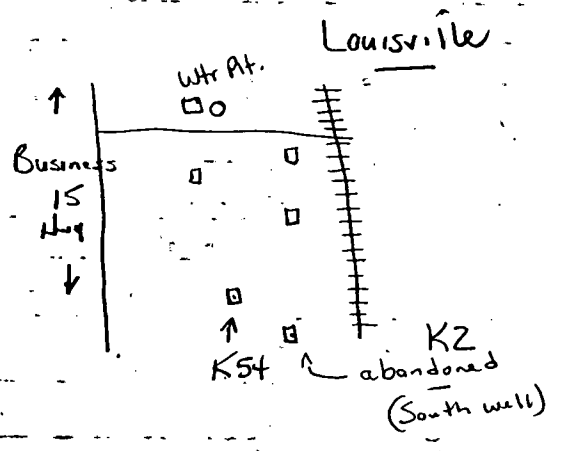 Louisville
Wtr Plt.
Business
15
Hwy
K54
K2
abandoned
(South well)